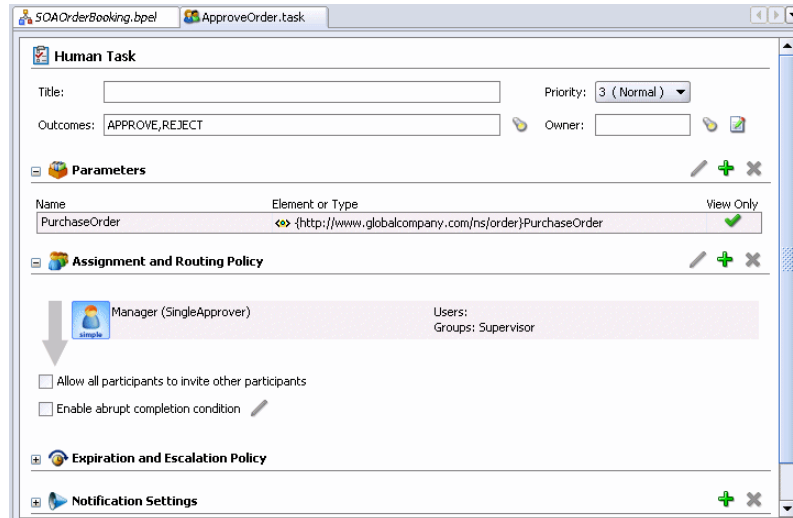 SOAOrderBooking.bpel ApproveOrder.task
Human Task
Title: Priority: 3 (Normal)
Outcomes: APPROVE,REJECT Owner:
Parameters
Name Element or Type View Only
PurchaseOrder <o> {http://www.globalcompany.com/ns/order}PurchaseOrder
Assignment and Routing Policy
simple Manager (SingleApprover) Users:
Groups: Supervisor
Allow all participants to invite other participants
Enable abrupt completion condition
Expiration and Escalation Policy
Notification Settings